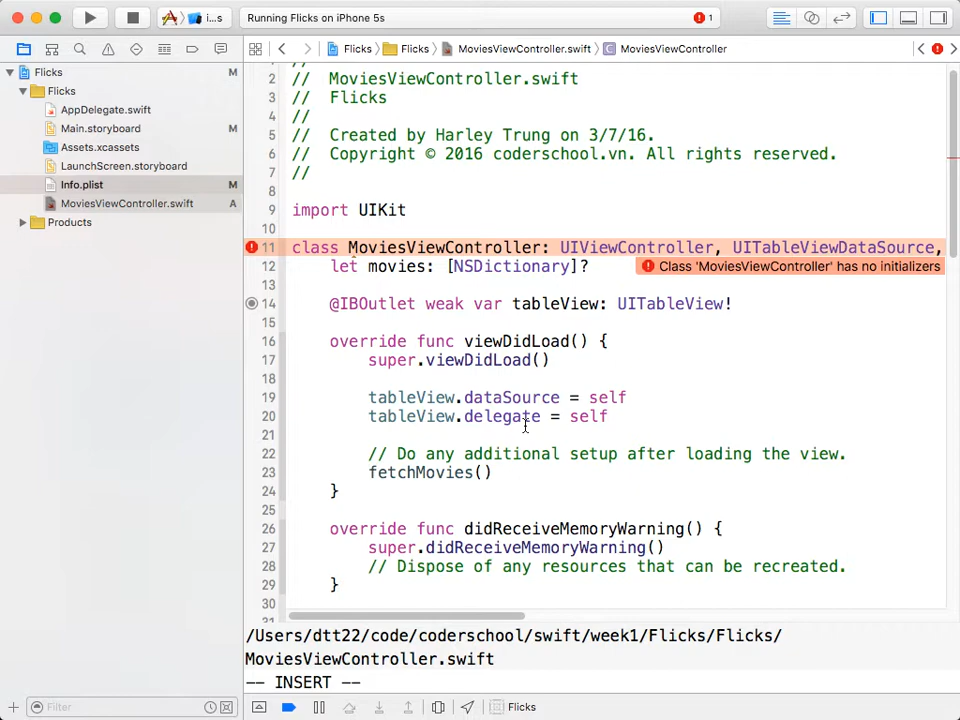 i...s
Running Flicks on iPhone 5s
1
Flicks
Flicks
MoviesViewController.swift
MoviesViewController
Flicks M
Flicks
AppDelegate.swift
Main.storyboard M
Assets.xcassets
LaunchScreen.storyboard
Info.plist M
MoviesViewController.swift A
Products
2 // MoviesViewController.swift
3 // Flicks
4 //
5 // Created by Harley Trung on 3/7/16.
6 // Copyright © 2016 coderschool.vn. All rights reserved.
7 //
8
9 import UIKit
10
11 class MoviesViewController: UIViewController, UITableViewDataSource,
12 let movies: [NSDictionary]? Class 'MoviesViewController' has no initializers
13
14 @IBOutlet weak var tableView: UITableView!
15
16 override func viewDidLoad() {
17 super.viewDidLoad()
18
19 tableView.dataSource = self
20 tableView.delegate = self
21
22 // Do any additional setup after loading the view.
23 fetchMovies()
24 }
25
26 override func didReceiveMemoryWarning() {
27 super.didReceiveMemoryWarning()
28 // Dispose of any resources that can be recreated.
29 }
30
/Users/dtt22/code/coderschool/swift/week1/Flicks/Flicks/
MoviesViewController.swift
-- INSERT --
Filter
Flicks